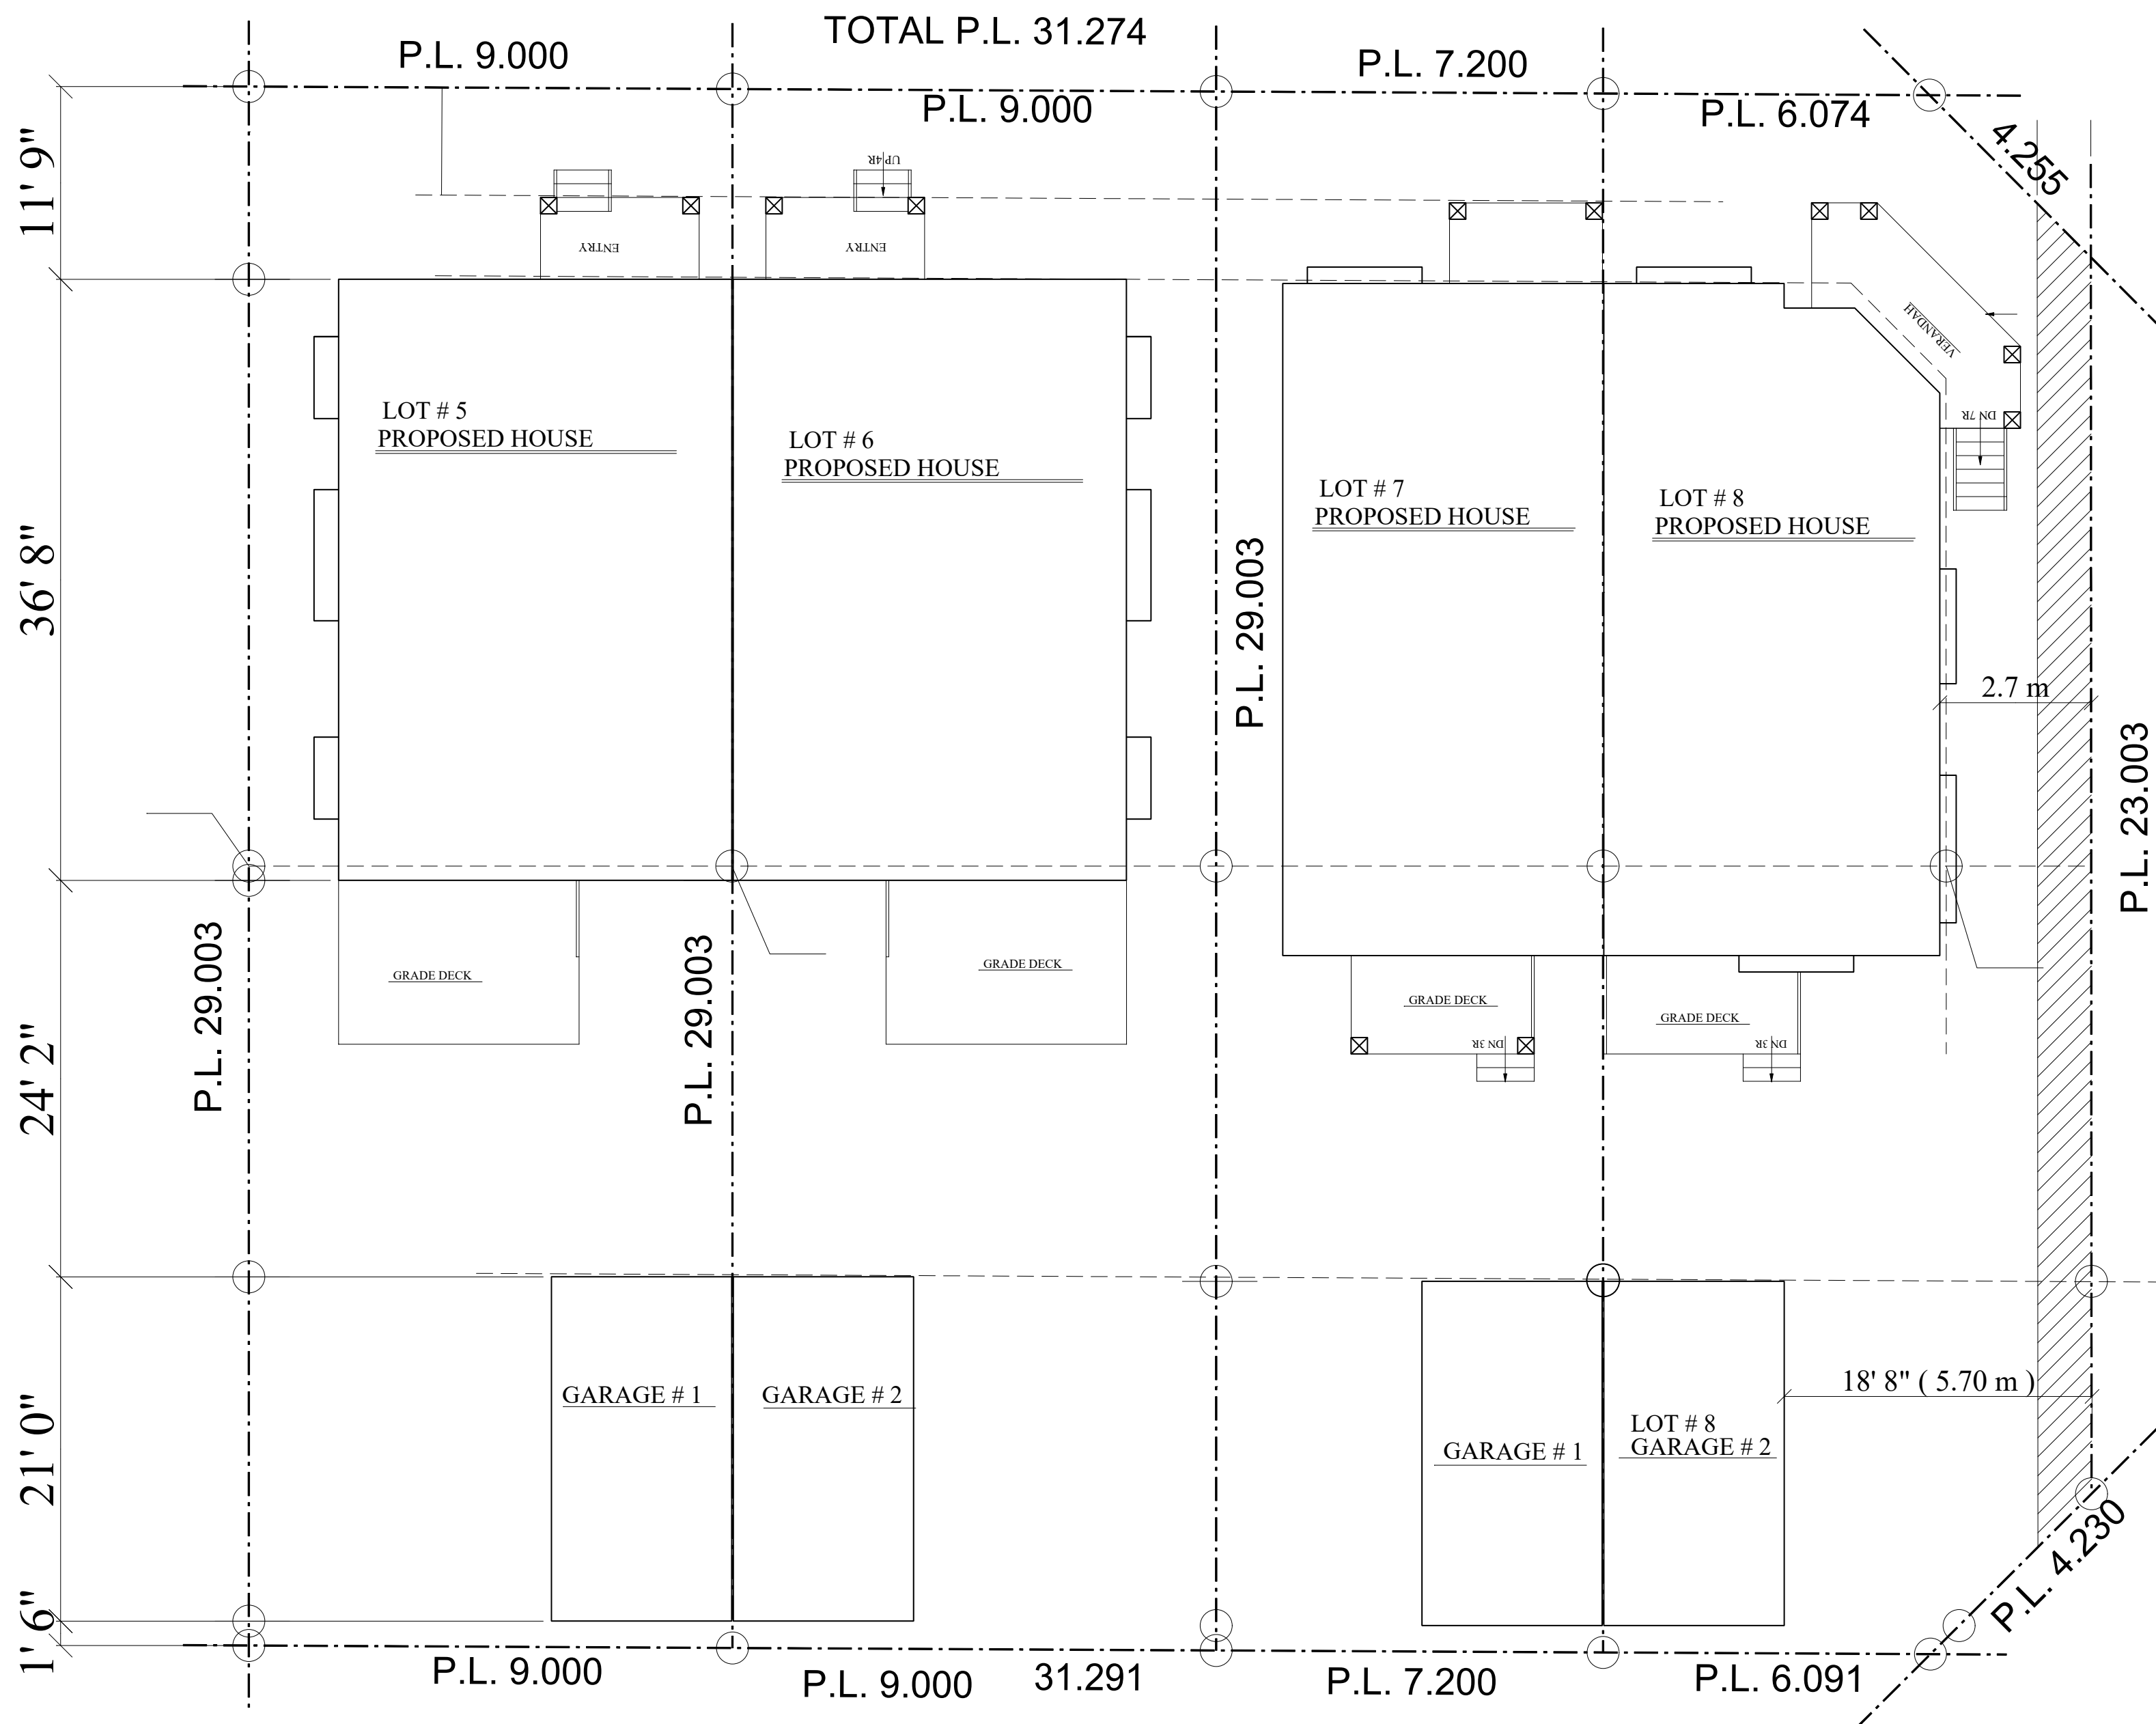 TOTAL P.L. 31.274
P.L. 9.000
P.L. 7.200
P.L. 9.000
P.L. 6.074
4.255
11' 9"
UP 4R
ENTRY
ENTRY
VERANDAH
DN 7R
LOT # 5
PROPOSED HOUSE
LOT # 6
PROPOSED HOUSE
LOT # 7
PROPOSED HOUSE
LOT # 8
PROPOSED HOUSE
36' 8"
P.L. 29.003
2.7 m
P.L. 23.003
P.L. 29.003
P.L. 29.003
GRADE DECK
GRADE DECK
GRADE DECK
GRADE DECK
DN 3R
DN 3R
24' 2"
21' 0"
GARAGE # 1
GARAGE # 2
GARAGE # 1
LOT # 8
GARAGE # 2
18' 8" ( 5.70 m )
P.L. 4.230
1' 6"
P.L. 9.000
P.L. 9.000
31.291
P.L. 7.200
P.L. 6.091